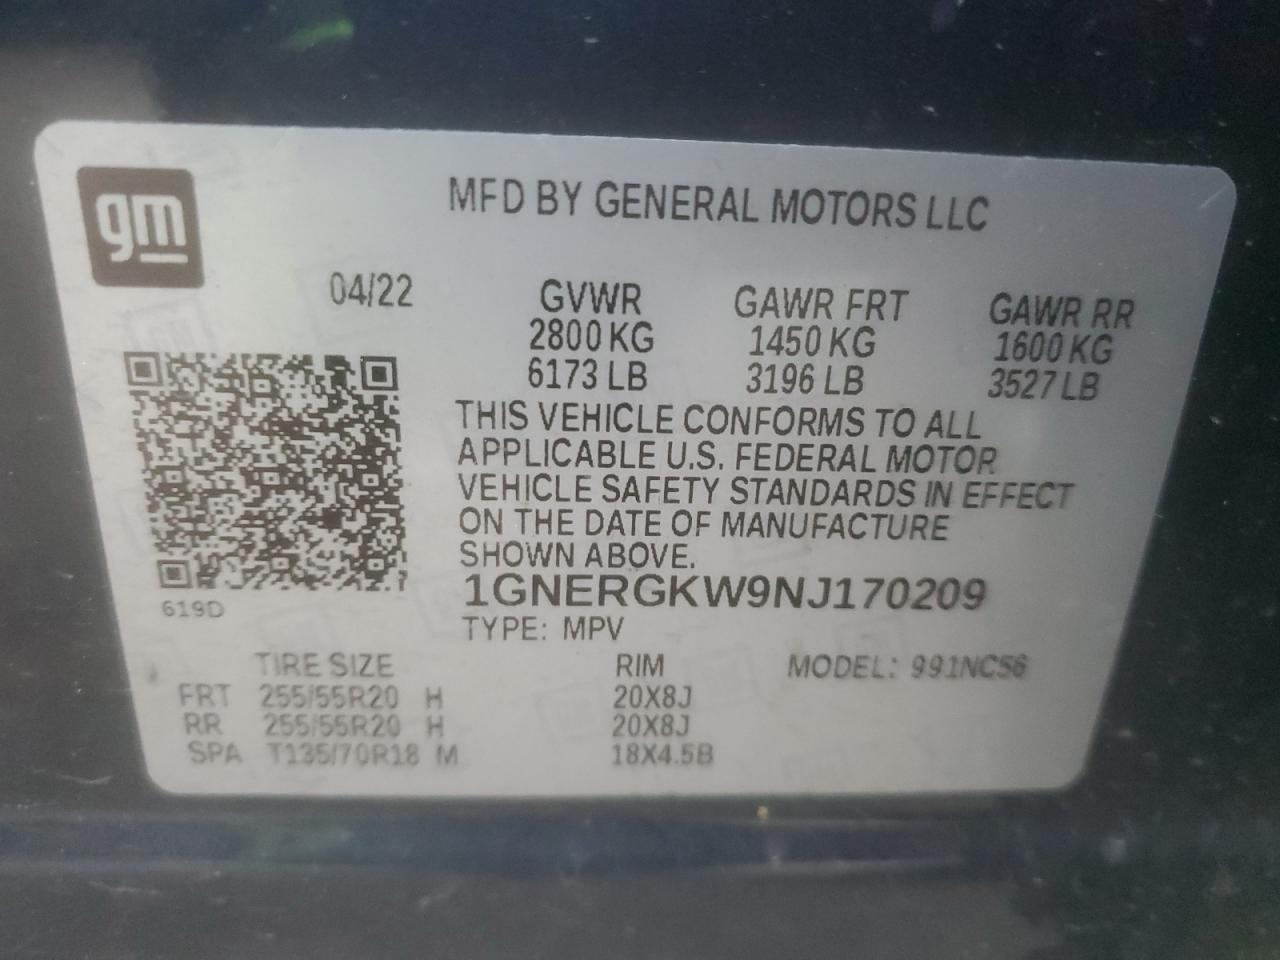 gm
MFD BY GENERAL MOTORS LLC
04/22 GVWR GAWR FRT GAWR RR
2800 KG 1450 KG 1600 KG
6173 LB 3196 LB 3527 LB
THIS VEHICLE CONFORMS TO ALL
APPLICABLE U.S. FEDERAL MOTOR
VEHICLE SAFETY STANDARDS IN EFFECT
ON THE DATE OF MANUFACTURE
SHOWN ABOVE.
1GNERGKW9NJ170209
619D
TYPE: MPV
TIRE SIZE RIM MODEL: 991NC56
FRT 255/55R20 H 20X8J
RR 255/55R20 H 20X8J
SPA T135/70R18 M 18X4.5B